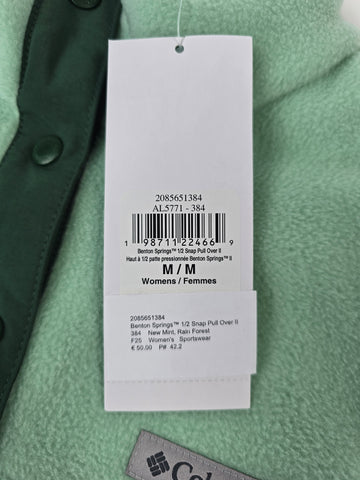 2085651384
AL5771 - 384
1 98711 22466 9
Benton Springs™ 1/2 Snap Pull Over II
Haut à 1/2 patte pressionnée Benton Springs™ II
M / M
Womens / Femmes
2085651384
Benton Springs™ 1/2 Snap Pull Over II
384 New Mint, Rain Forest
F25 Women's Sportswear
€ 50.00 P# 42.2